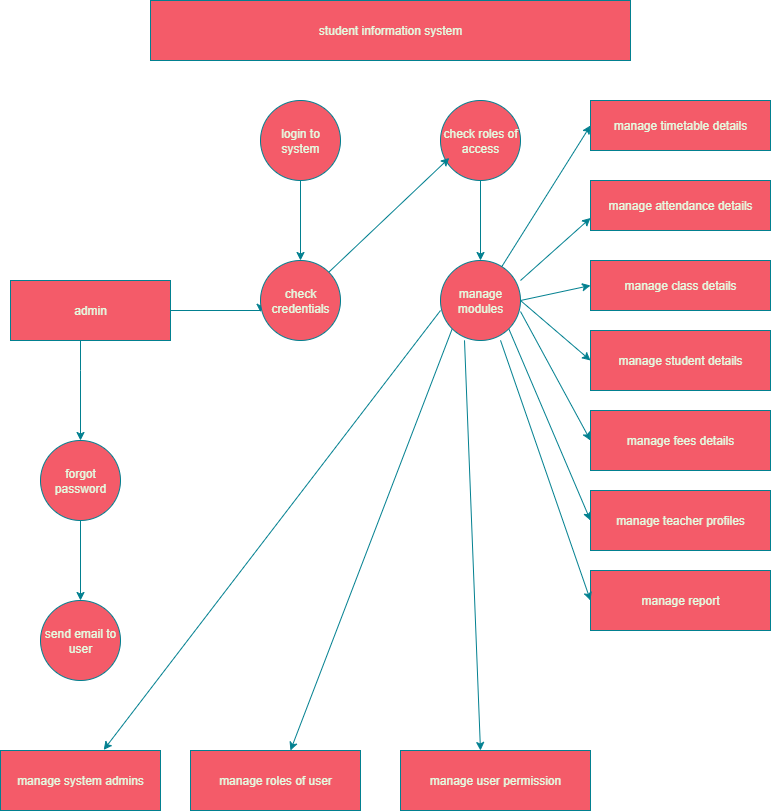 student information system
login to
system
check roles of
access
manage timetable details
manage attendance details
admin
check
credentials
manage
modules
manage class details
manage student details
manage fees details
forgot
password
manage teacher profiles
manage report
send email to
user
manage system admins
manage roles of user
manage user permission